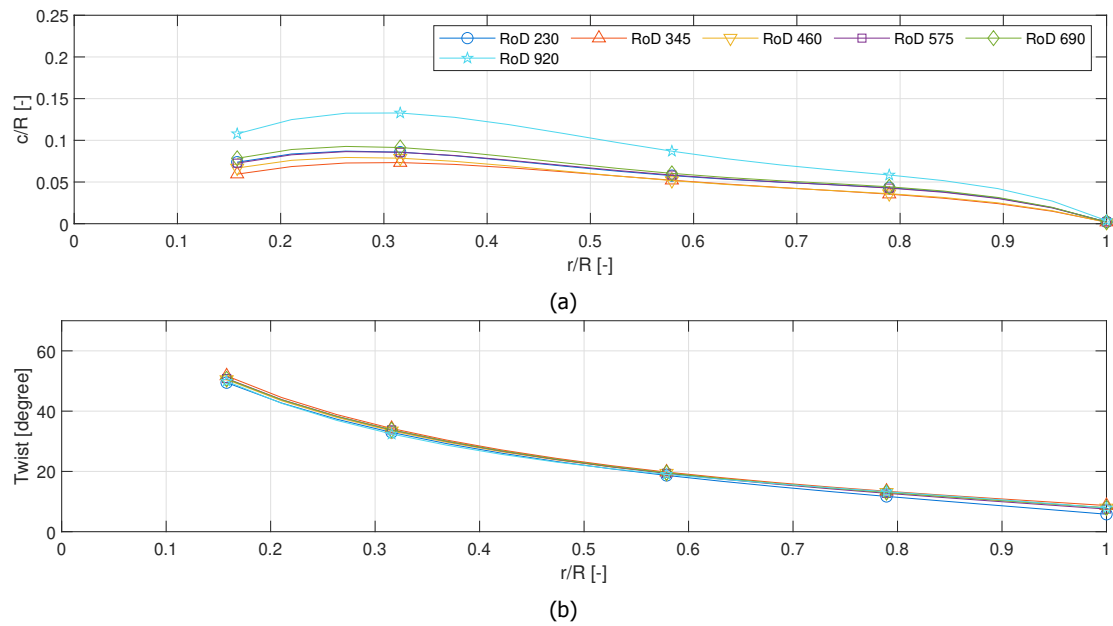 0.25
0.2
0.15
0.1
0.05
0
c/R [-]
RoD 230 RoD 345 RoD 460 RoD 575 RoD 690
RoD 920
0 0.1 0.2 0.3 0.4 0.5 0.6 0.7 0.8 0.9 1
r/R [-]
(a)
60
40
20
0
Twist [degree]
0 0.1 0.2 0.3 0.4 0.5 0.6 0.7 0.8 0.9 1
r/R [-]
(b)